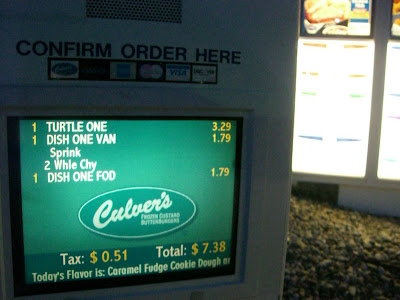 CONFIRM ORDER HERE
VISA
1 TURTLE ONE 3.29
1 DISH ONE VAN 1.79
Sprink
2 Whle Chy
1 DISH ONE FOD 1.79
Culver's
FROZEN CUSTARD
BUTTERBURGERS
Tax: $ 0.51 Total: $ 7.38
Today's Flavor is: Caramel Fudge Cookie Dough a